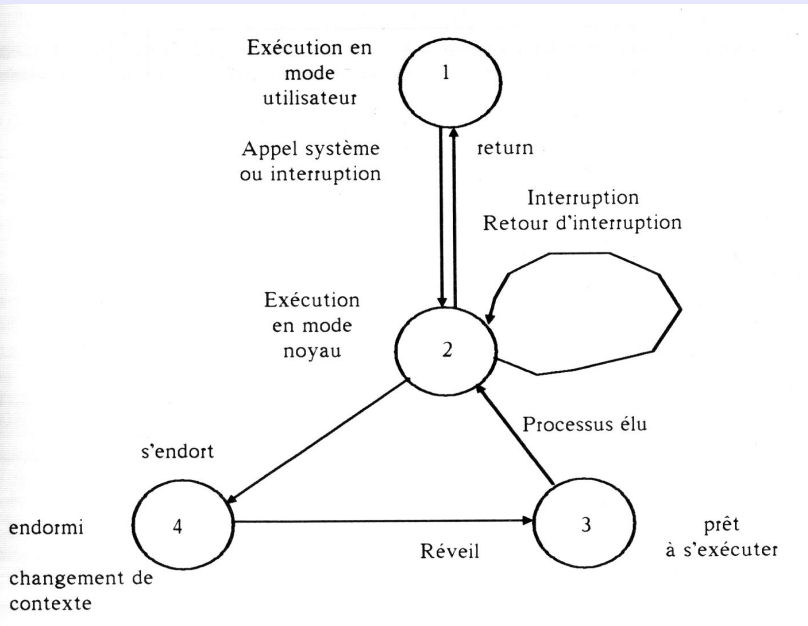 Exécution en
mode
utilisateur
1
Appel système
ou interruption
return
Interruption
Retour d'interruption
Exécution
en mode
noyau
2
Processus élu
s'endort
endormi
4
3
prêt
à s'exécuter
Réveil
changement de
contexte